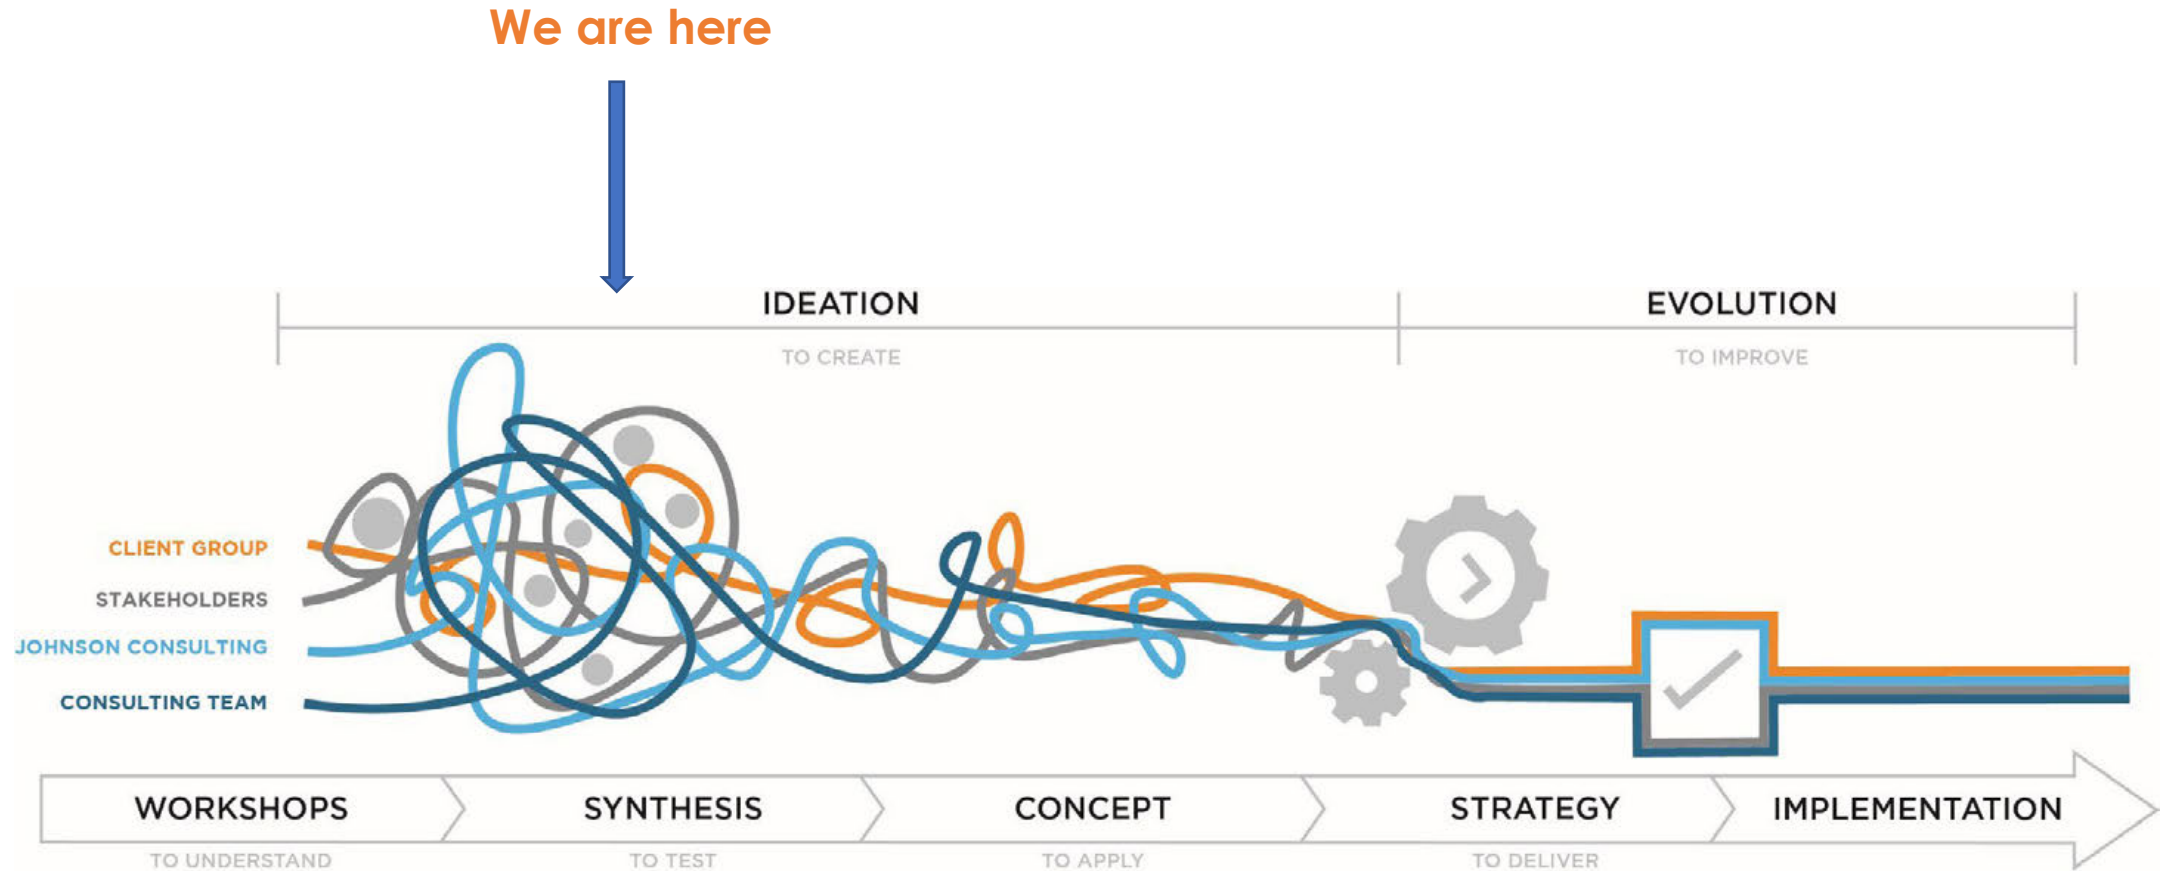 We are here
IDEATION
EVOLUTION
TO CREATE
TO IMPROVE
CLIENT GROUP
STAKEHOLDERS
JOHNSON CONSULTING
CONSULTING TEAM
WORKSHOPS
SYNTHESIS
CONCEPT
STRATEGY
IMPLEMENTATION
TO UNDERSTAND
TO TEST
TO APPLY
TO DELIVER